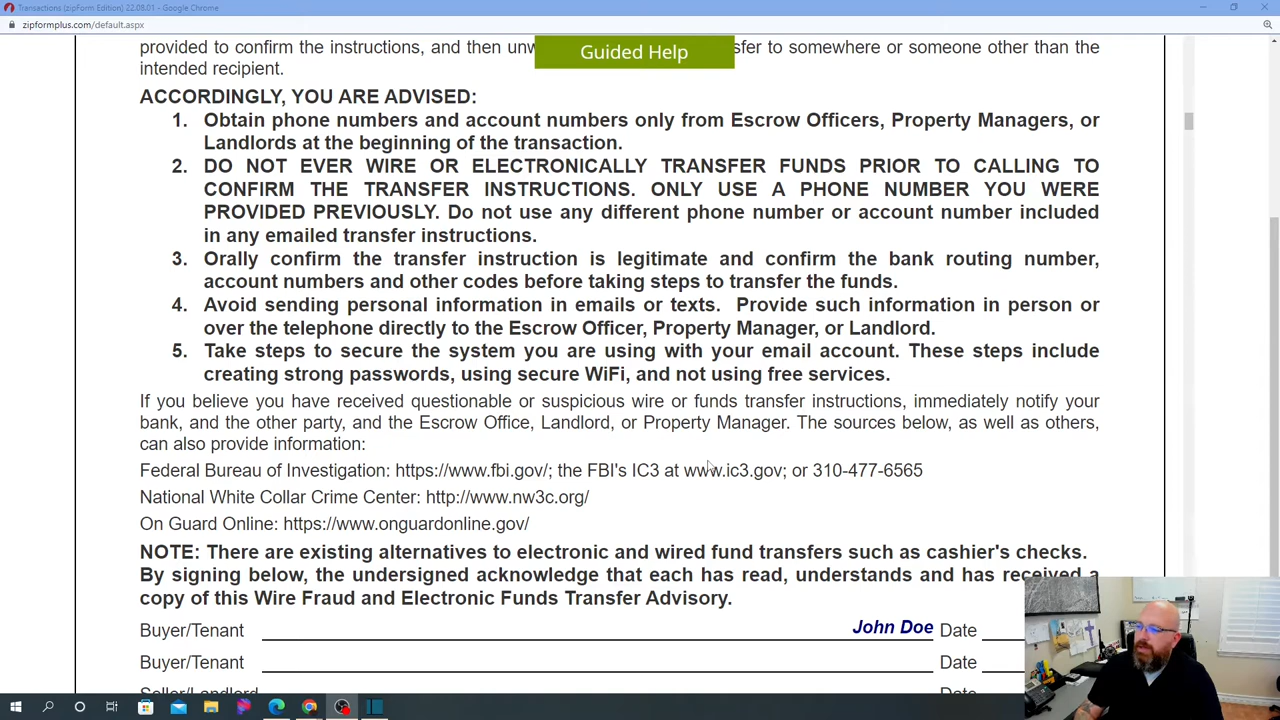 Transactions (zipForm Edition) 22.08.01 - Google Chrome
zipformplus.com/default.aspx
Guided Help
provided to confirm the instructions, and then unw sfer to somewhere or someone other than the
intended recipient.
ACCORDINGLY, YOU ARE ADVISED:
1. Obtain phone numbers and account numbers only from Escrow Officers, Property Managers, or
Landlords at the beginning of the transaction.
2. DO NOT EVER WIRE OR ELECTRONICALLY TRANSFER FUNDS PRIOR TO CALLING TO
CONFIRM THE TRANSFER INSTRUCTIONS. ONLY USE A PHONE NUMBER YOU WERE
PROVIDED PREVIOUSLY. Do not use any different phone number or account number included
in any emailed transfer instructions.
3. Orally confirm the transfer instruction is legitimate and confirm the bank routing number,
account numbers and other codes before taking steps to transfer the funds.
4. Avoid sending personal information in emails or texts. Provide such information in person or
over the telephone directly to the Escrow Officer, Property Manager, or Landlord.
5. Take steps to secure the system you are using with your email account. These steps include
creating strong passwords, using secure WiFi, and not using free services.
If you believe you have received questionable or suspicious wire or funds transfer instructions, immediately notify your
bank, and the other party, and the Escrow Office, Landlord, or Property Manager. The sources below, as well as others,
can also provide information:
Federal Bureau of Investigation: https://www.fbi.gov/; the FBI's IC3 at www.ic3.gov; or 310-477-6565
National White Collar Crime Center: http://www.nw3c.org/
On Guard Online: https://www.onguardonline.gov/
NOTE: There are existing alternatives to electronic and wired fund transfers such as cashier's checks.
By signing below, the undersigned acknowledge that each has read, understands and has received a
copy of this Wire Fraud and Electronic Funds Transfer Advisory.
Buyer/Tenant John Doe Date
Buyer/Tenant Date
Seller/Landlord Date